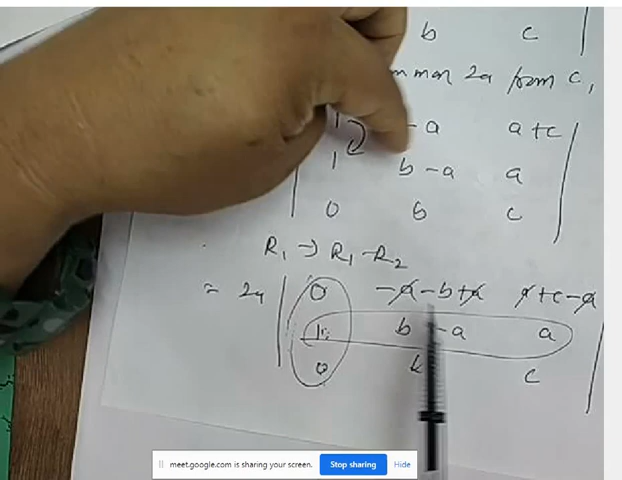 b c |
mmon 2a from c,
1 -a a+c |
1 b-a a
0 b c
R₁ → R₁-R₂
= 2a | 0 -a-b+a a+c-a
1 b-a a |
0 c
meet.google.com is sharing your screen. Stop sharing Hide